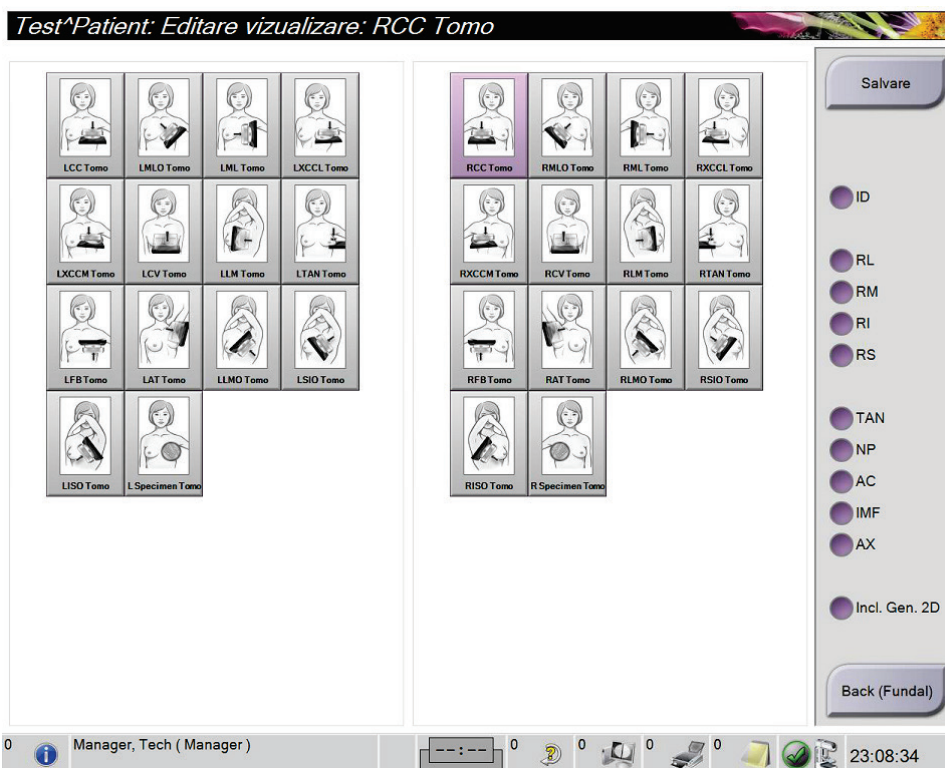 Test^Patient: Editare vizualizare: RCC Tomo
LCC Tomo
LMLO Tomo
LML Tomo
LXCCL Tomo
LXCCM Tomo
LCV Tomo
LLM Tomo
LTAN Tomo
LFB Tomo
LAT Tomo
LLMO Tomo
LSIO Tomo
LISO Tomo
L Specimen Tomo
RCC Tomo
RMLO Tomo
RML Tomo
RXCCL Tomo
RXCCM Tomo
RCV Tomo
RLM Tomo
RTAN Tomo
RFB Tomo
RAT Tomo
RLMO Tomo
RSIO Tomo
RISO Tomo
R Specimen Tomo
Salvare
ID
RL
RM
RI
RS
TAN
NP
AC
IMF
AX
Incl. Gen. 2D
Back (Fundal)
0
Manager, Tech ( Manager )
--:--
0
0
0
0
23:08:34